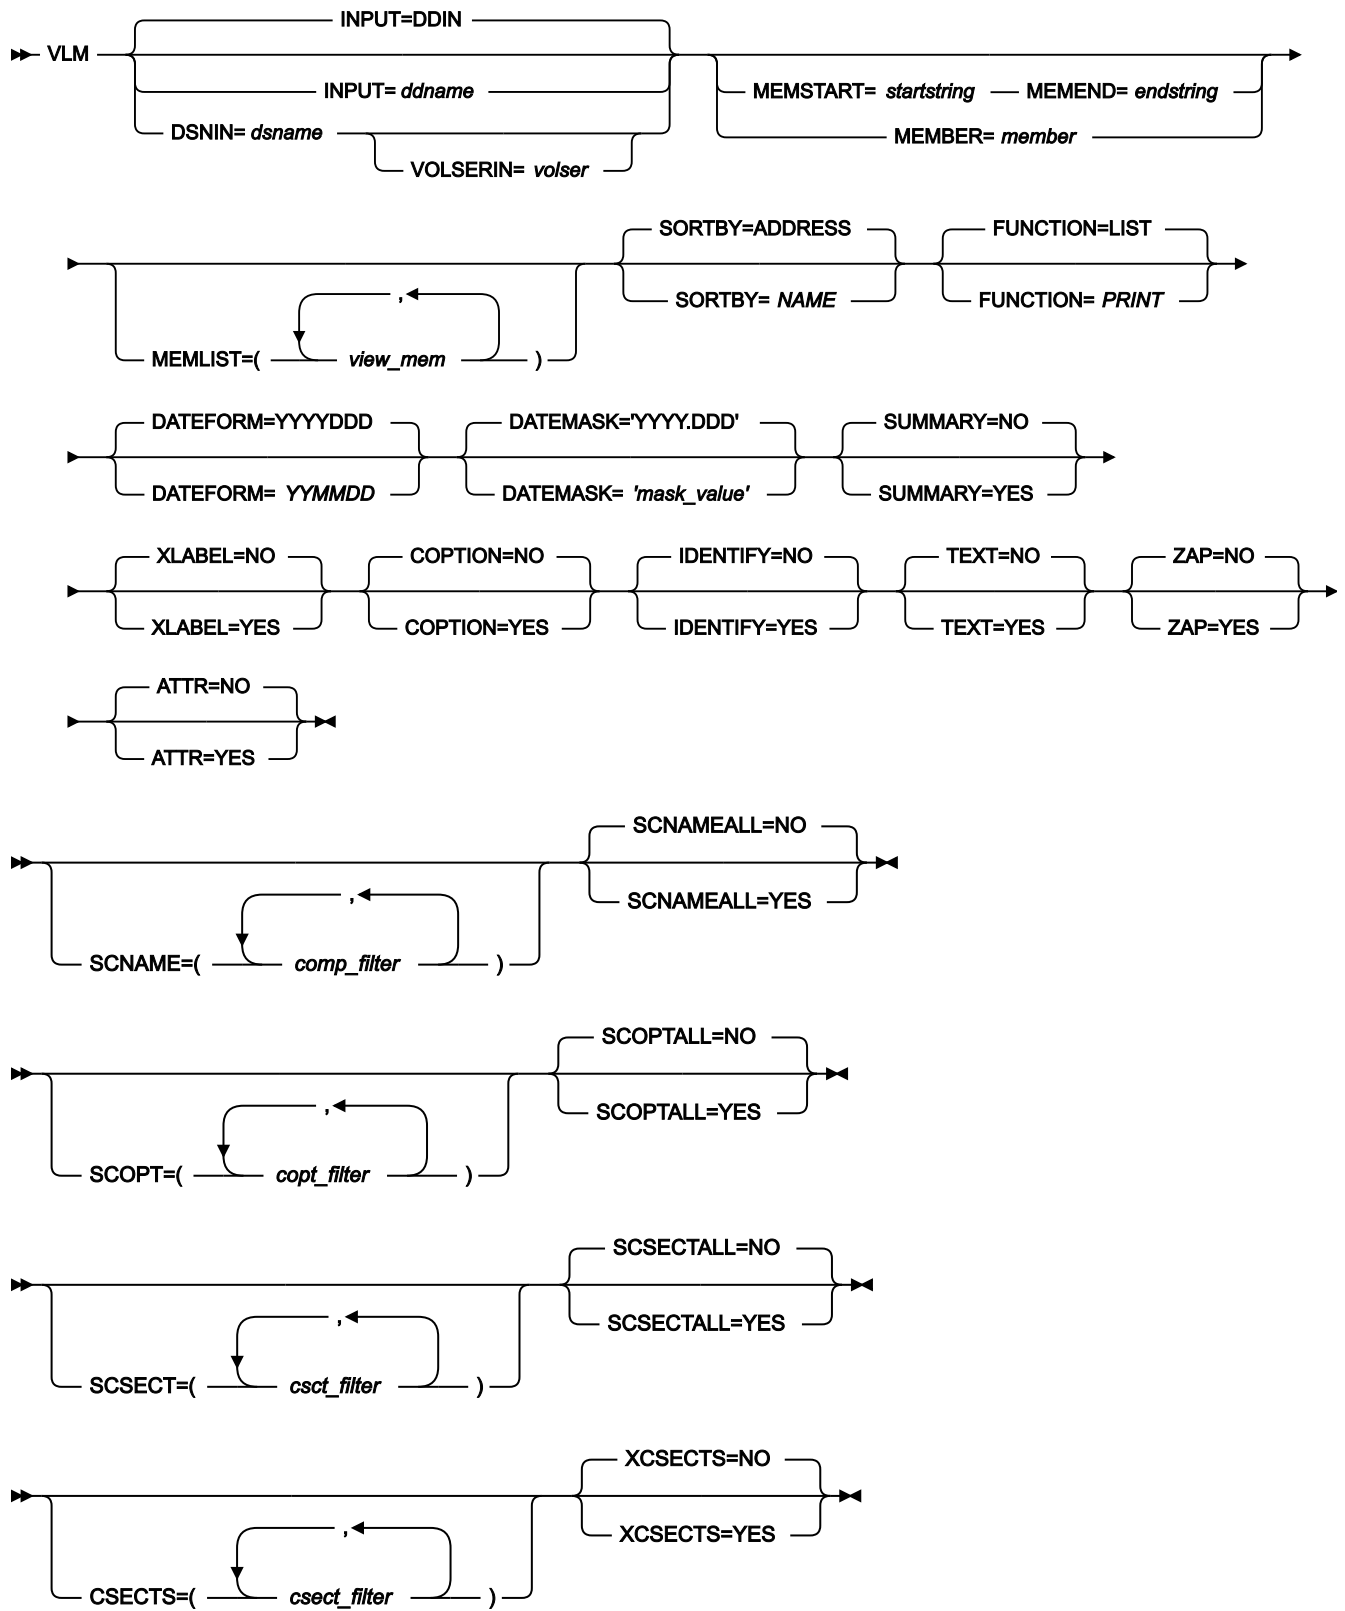 INPUT=DDIN
VLM
INPUT= ddname
MEMSTART= startstring MEMEND= endstring
DSNIN= dsname
MEMBER= member
VOLSERIN= volser
SORTBY=ADDRESS FUNCTION=LIST
SORTBY= NAME FUNCTION= PRINT
,
MEMLIST=( view_mem )
DATEFORM=YYYYDDD DATEMASK='YYYY.DDD' SUMMARY=NO
DATEFORM= YYMMDD DATEMASK= 'mask_value' SUMMARY=YES
XLABEL=NO COPTION=NO IDENTIFY=NO TEXT=NO ZAP=NO
XLABEL=YES COPTION=YES IDENTIFY=YES TEXT=YES ZAP=YES
ATTR=NO
ATTR=YES
SCNAMEALL=NO
,
SCNAMEALL=YES
SCNAME=( comp_filter )
SCOPTALL=NO
,
SCOPTALL=YES
SCOPT=( copt_filter )
SCSECTALL=NO
,
SCSECTALL=YES
SCSECT=( csct_filter )
XCSECTS=NO
,
XCSECTS=YES
CSECTS=( csect_filter )